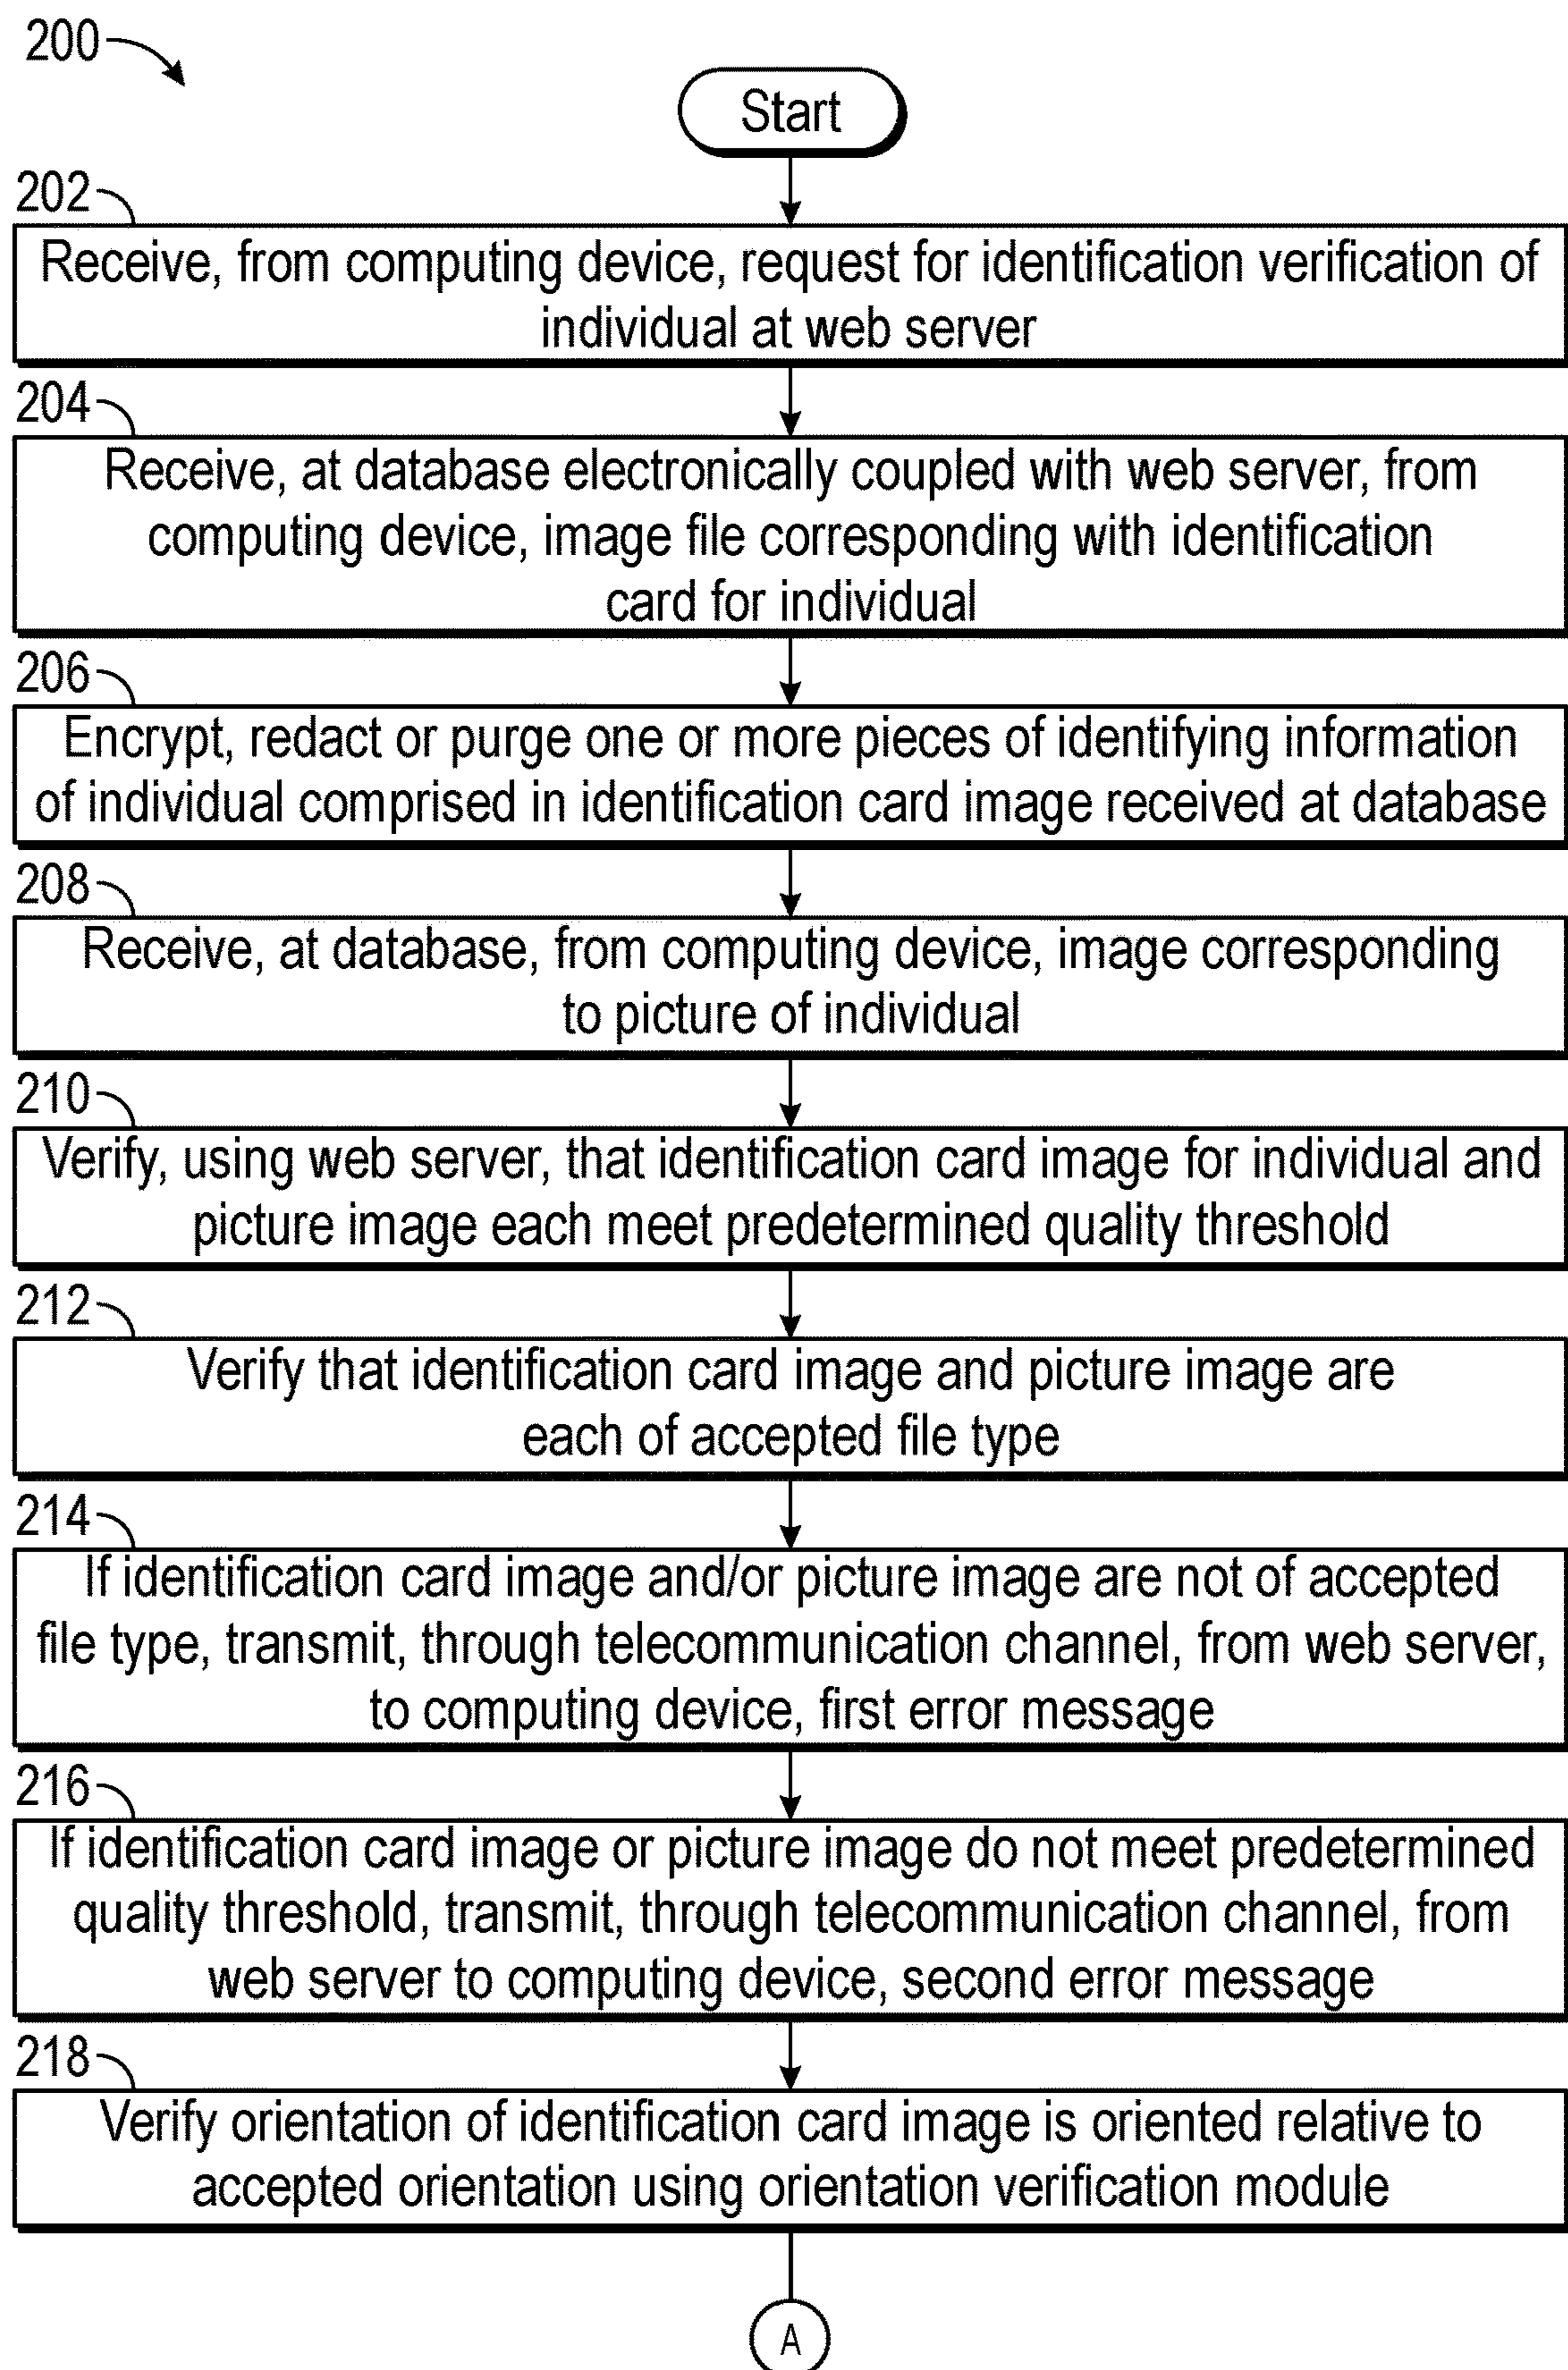 200
Start
202
Receive, from computing device, request for identification verification of
individual at web server
204
Receive, at database electronically coupled with web server, from
computing device, image file corresponding with identification
card for individual
206
Encrypt, redact or purge one or more pieces of identifying information
of individual comprised in identification card image received at database
208
Receive, at database, from computing device, image corresponding
to picture of individual
210
Verify, using web server, that identification card image for individual and
picture image each meet predetermined quality threshold
212
Verify that identification card image and picture image are
each of accepted file type
214
If identification card image and/or picture image are not of accepted
file type, transmit, through telecommunication channel, from web server,
to computing device, first error message
216
If identification card image or picture image do not meet predetermined
quality threshold, transmit, through telecommunication channel, from
web server to computing device, second error message
218
Verify orientation of identification card image is oriented relative to
accepted orientation using orientation verification module
A